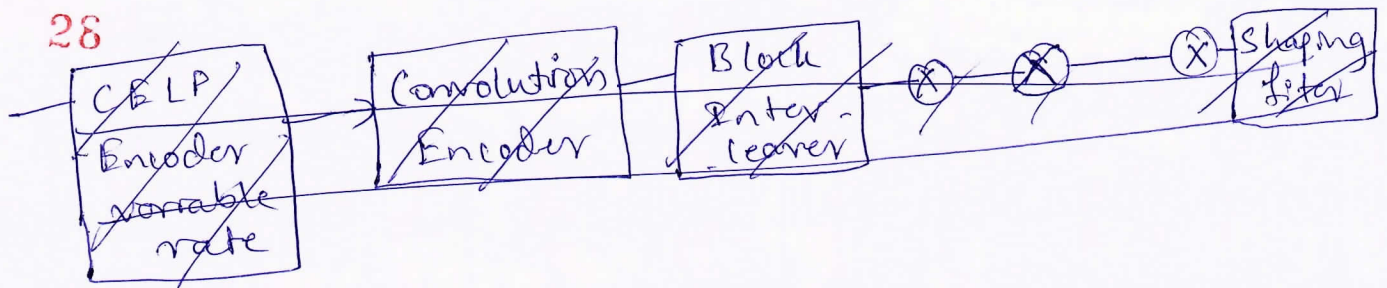 28
CELP
Encoder
variable
rate
Convolution
Encoder
Block
Inter-
-leaver
X
X
X
Shaping
filter